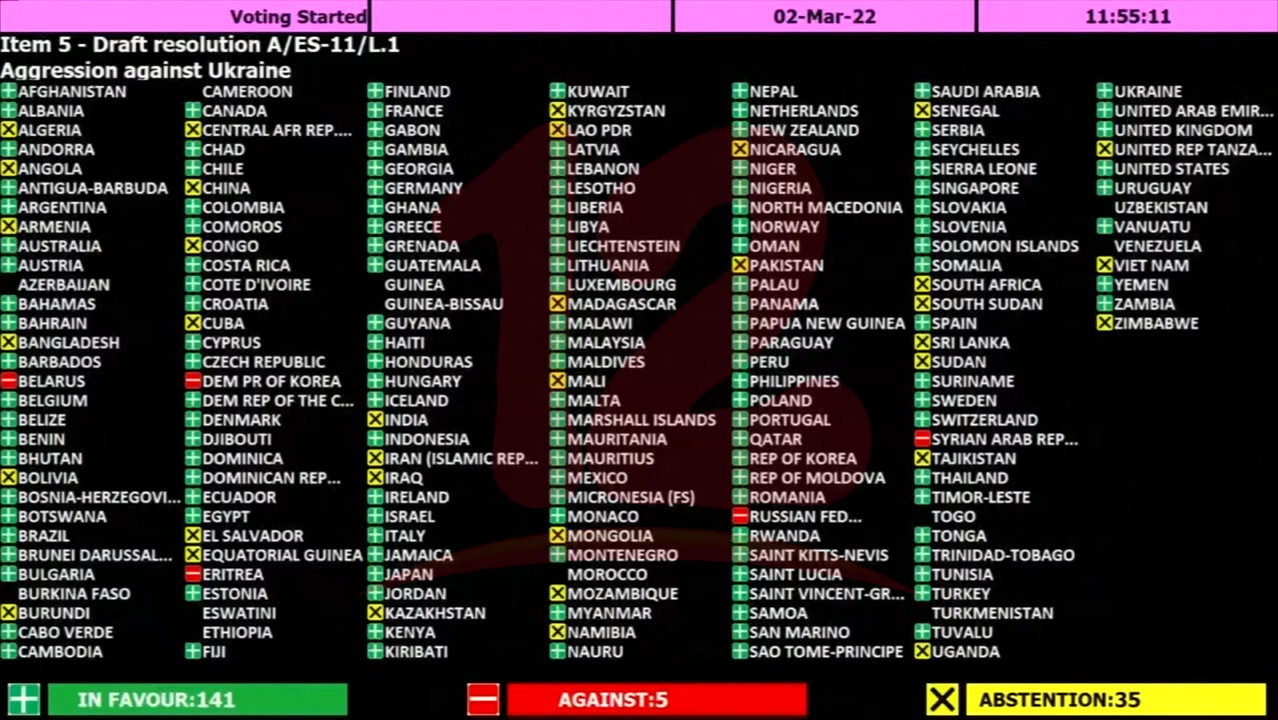 Voting Started 02-Mar-22 11:55:11
Item 5 - Draft resolution A/ES-11/L.1
Aggression against Ukraine
AFGHANISTAN
ALBANIA
ALGERIA
ANDORRA
ANGOLA
ANTIGUA-BARBUDA
ARGENTINA
ARMENIA
AUSTRALIA
AUSTRIA
AZERBAIJAN
BAHAMAS
BAHRAIN
BANGLADESH
BARBADOS
BELARUS
BELGIUM
BELIZE
BENIN
BHUTAN
BOLIVIA
BOSNIA-HERZEGOVI...
BOTSWANA
BRAZIL
BRUNEI DARUSSAL...
BULGARIA
BURKINA FASO
BURUNDI
CABO VERDE
CAMBODIA
CAMEROON
CANADA
CENTRAL AFR REP....
CHAD
CHILE
CHINA
COLOMBIA
COMOROS
CONGO
COSTA RICA
COTE D'IVOIRE
CROATIA
CUBA
CYPRUS
CZECH REPUBLIC
DEM PR OF KOREA
DEM REP OF THE C...
DENMARK
DJIBOUTI
DOMINICA
DOMINICAN REP...
ECUADOR
EGYPT
EL SALVADOR
EQUATORIAL GUINEA
ERITREA
ESTONIA
ESWATINI
ETHIOPIA
FIJI
FINLAND
FRANCE
GABON
GAMBIA
GEORGIA
GERMANY
GHANA
GREECE
GRENADA
GUATEMALA
GUINEA
GUINEA-BISSAU
GUYANA
HAITI
HONDURAS
HUNGARY
ICELAND
INDIA
INDONESIA
IRAN (ISLAMIC REP...
IRAQ
IRELAND
ISRAEL
ITALY
JAMAICA
JAPAN
JORDAN
KAZAKHSTAN
KENYA
KIRIBATI
KUWAIT
KYRGYZSTAN
LAO PDR
LATVIA
LEBANON
LESOTHO
LIBERIA
LIBYA
LIECHTENSTEIN
LITHUANIA
LUXEMBOURG
MADAGASCAR
MALAWI
MALAYSIA
MALDIVES
MALI
MALTA
MARSHALL ISLANDS
MAURITANIA
MAURITIUS
MEXICO
MICRONESIA (FS)
MONACO
MONGOLIA
MONTENEGRO
MOROCCO
MOZAMBIQUE
MYANMAR
NAMIBIA
NAURU
NEPAL
NETHERLANDS
NEW ZEALAND
NICARAGUA
NIGER
NIGERIA
NORTH MACEDONIA
NORWAY
OMAN
PAKISTAN
PALAU
PANAMA
PAPUA NEW GUINEA
PARAGUAY
PERU
PHILIPPINES
POLAND
PORTUGAL
QATAR
REP OF KOREA
REP OF MOLDOVA
ROMANIA
RUSSIAN FED...
RWANDA
SAINT KITTS-NEVIS
SAINT LUCIA
SAINT VINCENT-GR...
SAMOA
SAN MARINO
SAO TOME-PRINCIPE
SAUDI ARABIA
SENEGAL
SERBIA
SEYCHELLES
SIERRA LEONE
SINGAPORE
SLOVAKIA
SLOVENIA
SOLOMON ISLANDS
SOMALIA
SOUTH AFRICA
SOUTH SUDAN
SPAIN
SRI LANKA
SUDAN
SURINAME
SWEDEN
SWITZERLAND
SYRIAN ARAB REP...
TAJIKISTAN
THAILAND
TIMOR-LESTE
TOGO
TONGA
TRINIDAD-TOBAGO
TUNISIA
TURKEY
TURKMENISTAN
TUVALU
UGANDA
UKRAINE
UNITED ARAB EMIR...
UNITED KINGDOM
UNITED REP TANZA...
UNITED STATES
URUGUAY
UZBEKISTAN
VANUATU
VENEZUELA
VIET NAM
YEMEN
ZAMBIA
ZIMBABWE
IN FAVOUR:141 AGAINST:5 ABSTENTION:35
12